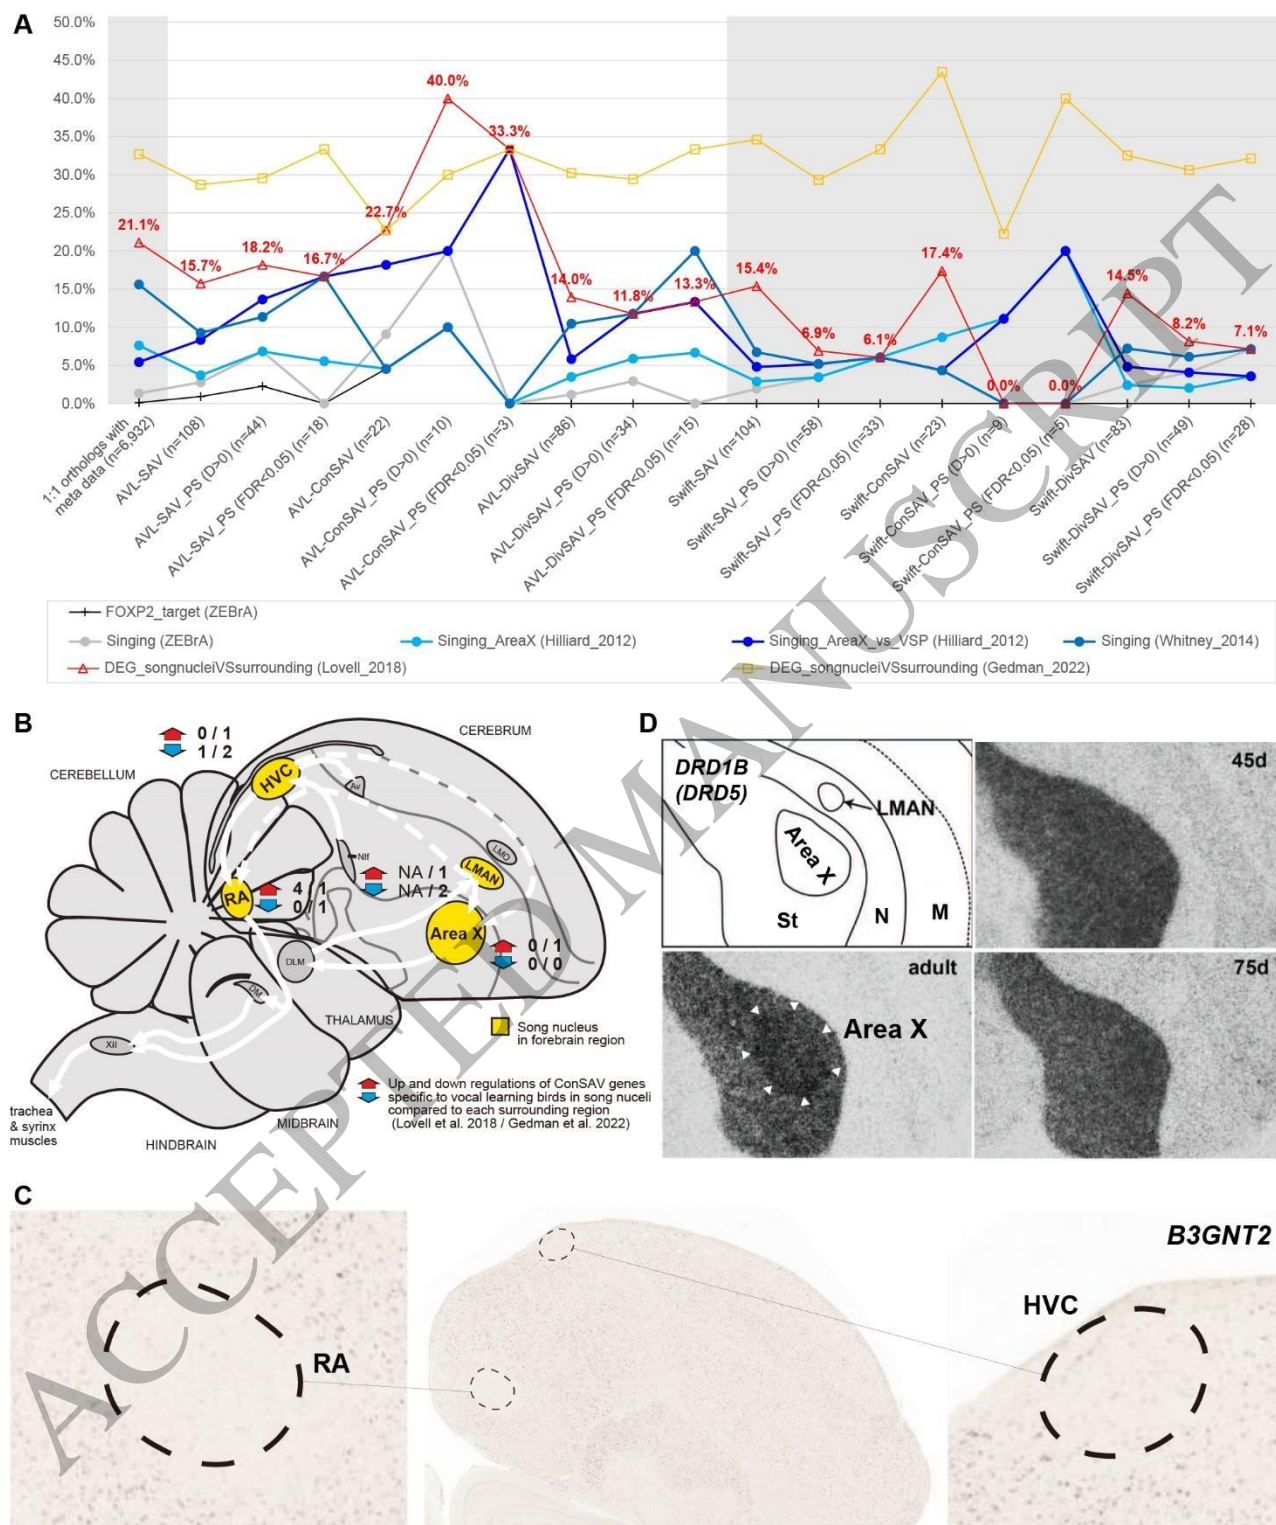 A
50.0%
45.0%
40.0%
35.0%
30.0%
25.0%
20.0%
15.0%
10.0%
5.0%
0.0%
21.1%
15.7%
18.2%
16.7%
22.7%
40.0%
33.3%
14.0%
11.8%
13.3%
15.4%
6.9%
6.1%
17.4%
0.0%
0.0%
14.5%
8.2%
7.1%
1:1 orthologs with
meta data (n=6,932)
AVL-SAV (n=108)
AVL-SAV_PS (D>0) (n=44)
AVL-SAV_PS (FDR<0.05) (n=18)
AVL-ConSAV (n=22)
AVL-ConSAV_PS (D>0) (n=10)
AVL-ConSAV_PS (FDR<0.05) (n=3)
AVL-DivSAV (n=86)
AVL-DivSAV_PS (D>0) (n=34)
AVL-DivSAV_PS (FDR<0.05) (n=15)
Swift-SAV (n=104)
Swift-SAV_PS (D>0) (n=58)
Swift-SAV_PS (FDR<0.05) (n=33)
Swift-ConSAV (n=23)
Swift-ConSAV_PS (D>0) (n=9)
Swift-ConSAV_PS (FDR<0.05) (n=5)
Swift-DivSAV (n=83)
Swift-DivSAV_PS (D>0) (n=49)
Swift-DivSAV_PS (FDR<0.05) (n=28)
FOXP2_target (ZEBrA)
Singing (ZEBrA)
Singing_AreaX (Hilliard_2012)
Singing_AreaX_vs_VSP (Hilliard_2012)
Singing (Whitney_2014)
DEG_songnucleiVSsurrounding (Lovell_2018)
DEG_songnucleiVSsurrounding (Gedman_2022)
B
0 / 1
1 / 2
CEREBRUM
CEREBELLUM
HVC
Av
LMO
NIf
LMAN
NA / 1
NA / 2
RA
4 / 1
0 / 1
Area X
0 / 1
0 / 0
DLM
DM
THALAMUS
XII
Song nucleus
in forebrain region
trachea
& syrinx
muscles
MIDBRAIN
HINDBRAIN
Up and down regulations of ConSAV genes
specific to vocal learning birds in song nuceli
compared to each surrounding region
(Lovell et al. 2018 / Gedman et al. 2022)
D
DRD1B
(DRD5)
LMAN
Area X
St
N
M
45d
adult
Area X
75d
C
RA
B3GNT2
HVC
ACCEPTED MANUSCRIPT